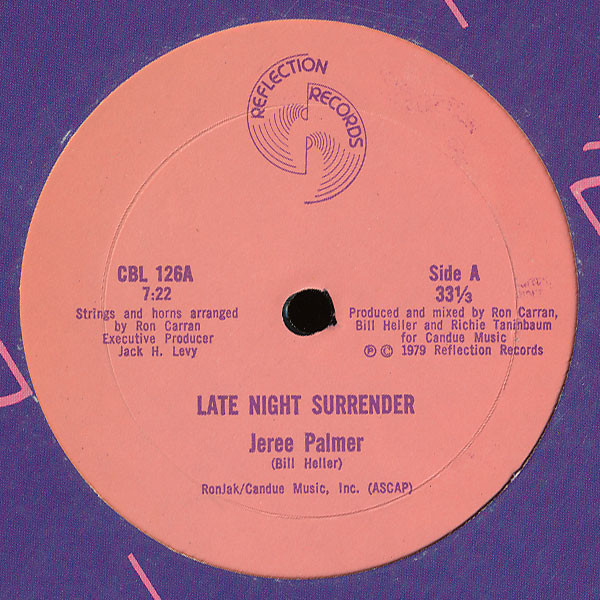 REFLECTION
RECORDS
CBL 126A
7:22
Strings and horns arranged
by Ron Carran
Executive Producer
Jack H. Levy
Side A
33⅓
Produced and mixed by Ron Carran,
Bill Heller and Richie Taninbaum
for Candue Music
Ⓟ © 1979 Reflection Records
LATE NIGHT SURRENDER
Jeree Palmer
(Bill Heller)
RonJak/Candue Music, Inc. (ASCAP)